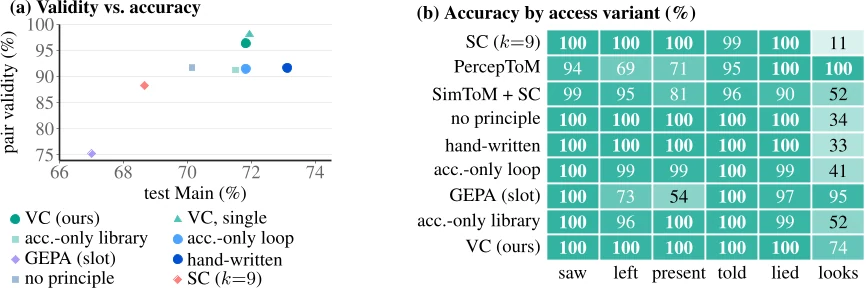 (a) Validity vs. accuracy
100
95
90
85
80
75
pair validity (%)
66 68 70 72 74
test Main (%)
VC (ours) VC, single
acc.-only library acc.-only loop
GEPA (slot) hand-written
no principle SC (k=9)
(b) Accuracy by access variant (%)
SC (k=9) 100 100 100 99 100 11
PercepToM 94 69 71 95 100 100
SimToM + SC 99 95 81 96 90 52
no principle 100 100 100 100 100 34
hand-written 100 100 100 100 100 33
acc.-only loop 100 99 99 100 99 41
GEPA (slot) 100 73 54 100 97 95
acc.-only library 100 96 100 100 99 52
VC (ours) 100 100 100 100 100 74
saw left present told lied looks